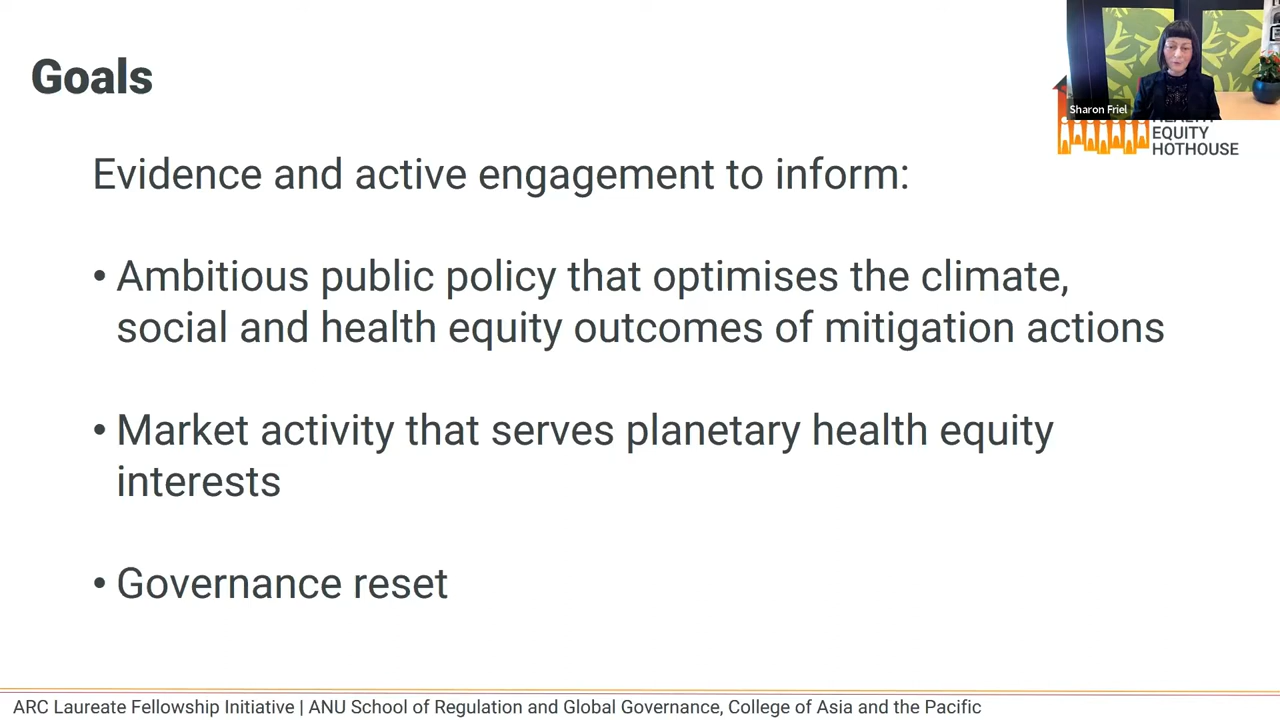 Goals
Sharon Friel
EQUITY
HOTHOUSE
Evidence and active engagement to inform:
• Ambitious public policy that optimises the climate,
social and health equity outcomes of mitigation actions
• Market activity that serves planetary health equity
interests
• Governance reset
ARC Laureate Fellowship Initiative | ANU School of Regulation and Global Governance, College of Asia and the Pacific